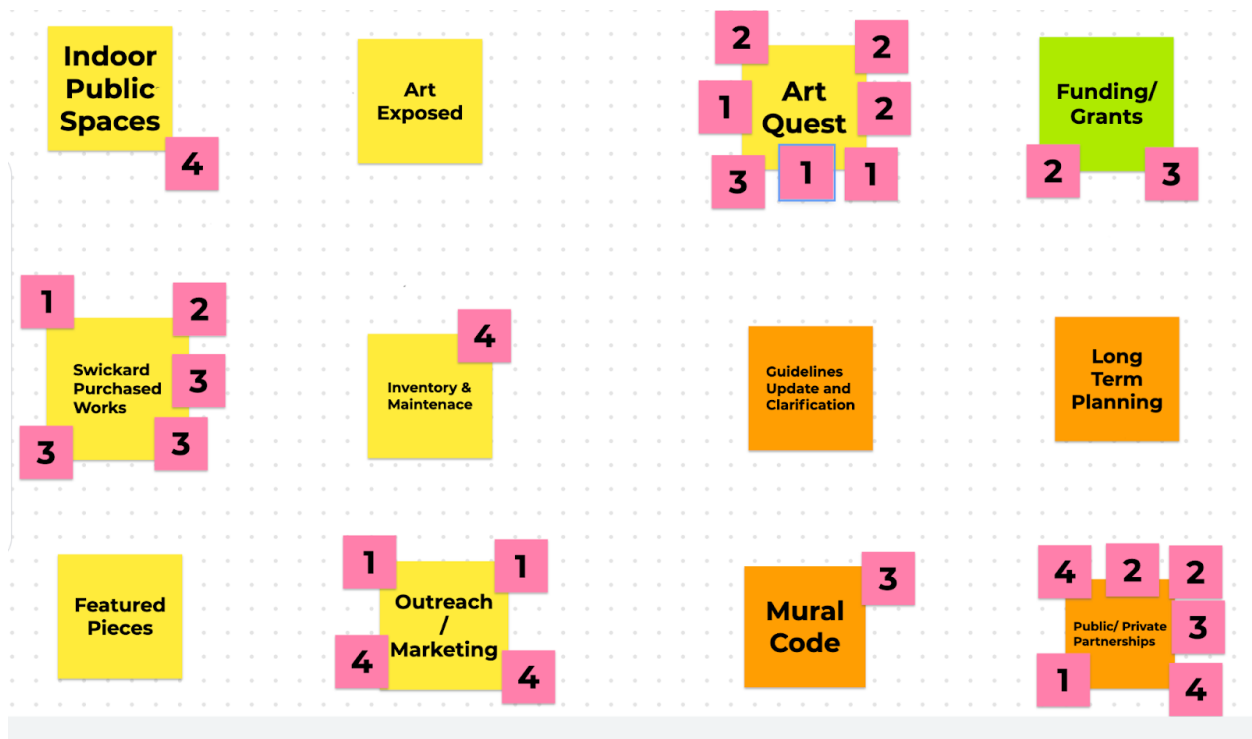 Indoor
Public
Spaces
4
Art
Exposed
2
2
1
Art
Quest
2
3
1
1
Funding/
Grants
2
3
1
2
Swickard
Purchased
Works
3
3
3
4
Inventory &
Maintenace
Guidelines
Update and
Clarification
Long
Term
Planning
Featured
Pieces
1
1
Outreach
/
Marketing
4
4
3
Mural
Code
4
2
2
Public/ Private
Partnerships
3
1
4